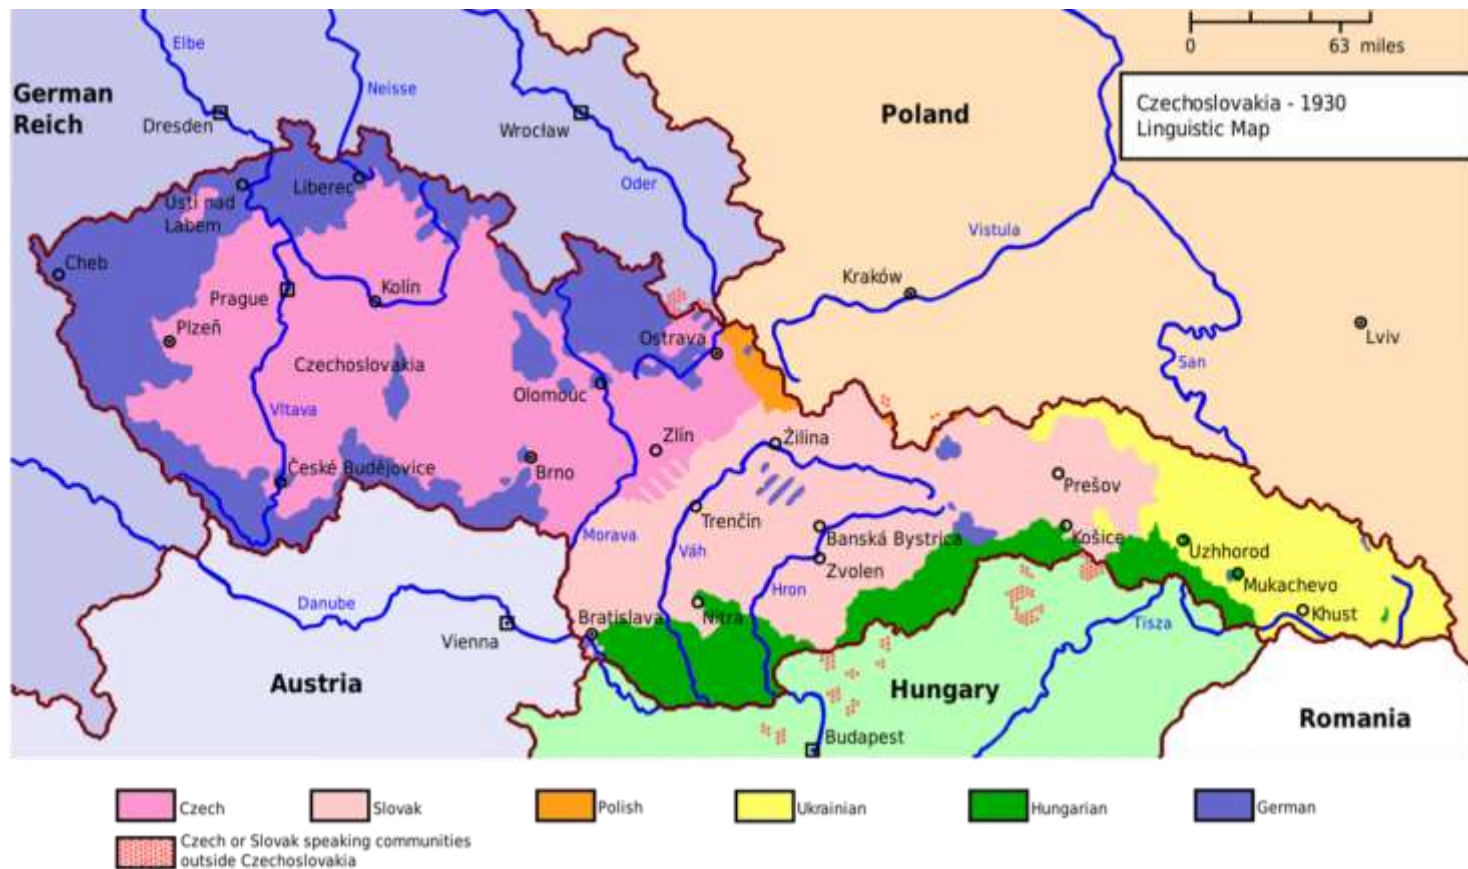 Elbe
0
63 miles
German
Reich
Neisse
Poland
Czechoslovakia - 1930
Linguistic Map
Dresden
Wrocław
Oder
Liberec
Ústí nad
Labem
Vistula
Cheb
Kraków
Prague
Kolín
Plzeň
Ostrava
Lviv
Czechoslovakia
San
Olomouc
Vltava
Zlín
Žilina
České Budějovice
Brno
Prešov
Trenčín
Morava
Váh
Banská Bystrica
Košice
Uzhhorod
Zvolen
Mukachevo
Hron
Danube
Bratislava
Nitra
Khust
Vienna
Tisza
Austria
Hungary
Romania
Budapest
Czech
Slovak
Polish
Ukrainian
Hungarian
German
Czech or Slovak speaking communities
outside Czechoslovakia